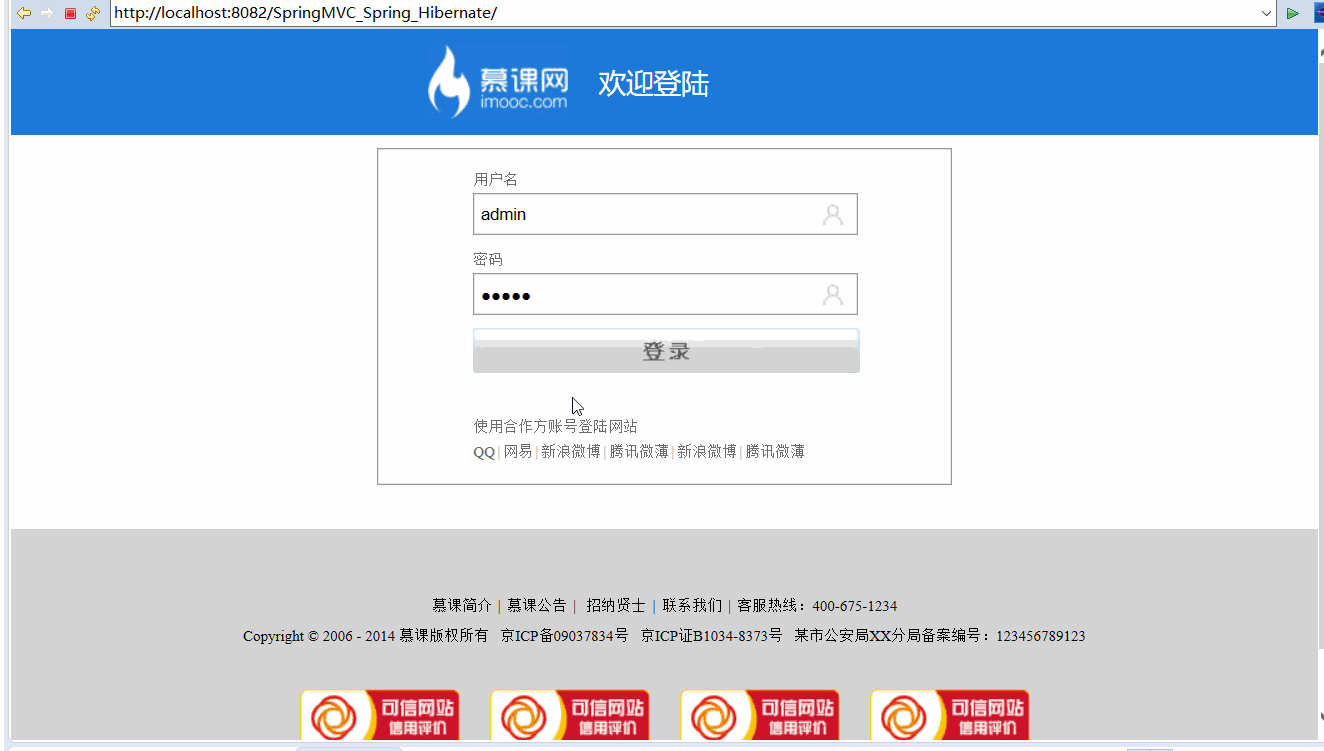 http://localhost:8082/SpringMVC_Spring_Hibernate/
慕课网
imooc.com
欢迎登陆
用户名
admin
密码
●●●●●
登录
使用合作方账号登陆网站
QQ | 网易 | 新浪微博 | 腾讯微薄 | 新浪微博 | 腾讯微薄
慕课简介 | 慕课公告 | 招纳贤士 | 联系我们 | 客服热线：400-675-1234
Copyright © 2006 - 2014 慕课版权所有 京ICP备09037834号 京ICP证B1034-8373号 某市公安局XX分局备案编号：123456789123
可信网站 可信网站 可信网站 可信网站
信用评价 信用评价 信用评价 信用评价